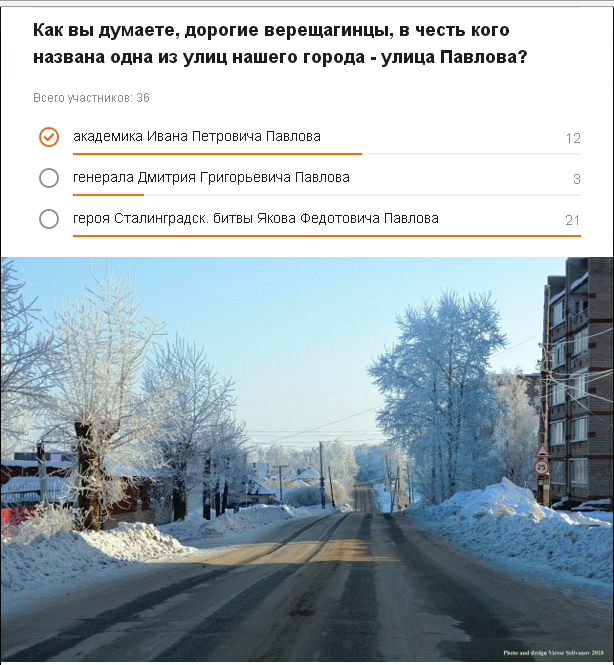 Как вы думаете, дорогие верещагинцы, в честь кого
названа одна из улиц нашего города - улица Павлова?
Всего участников: 36
академика Ивана Петровича Павлова 12
генерала Дмитрия Григорьевича Павлова 3
героя Сталинградск. битвы Якова Федотовича Павлова 21
25
Photo and design Victor Selivanov 2018